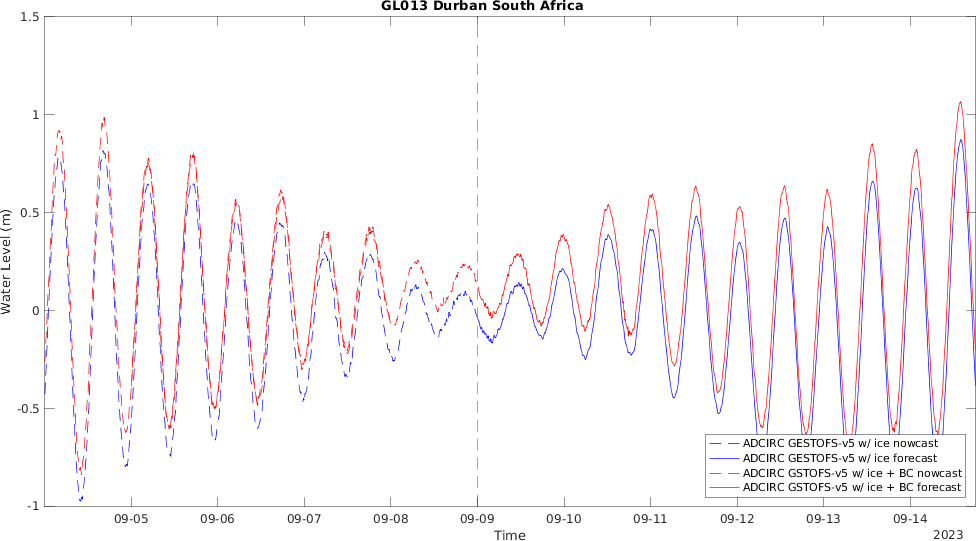 GL013 Durban South Africa
1.5
1
0.5
0
-0.5
-1
Water Level (m)
09-05 09-06 09-07 09-08 09-09 09-10 09-11 09-12 09-13 09-14
Time
2023
ADCIRC GESTOFS-v5 w/ ice nowcast
ADCIRC GESTOFS-v5 w/ ice forecast
ADCIRC GSTOFS-v5 w/ ice + BC nowcast
ADCIRC GSTOFS-v5 w/ ice + BC forecast